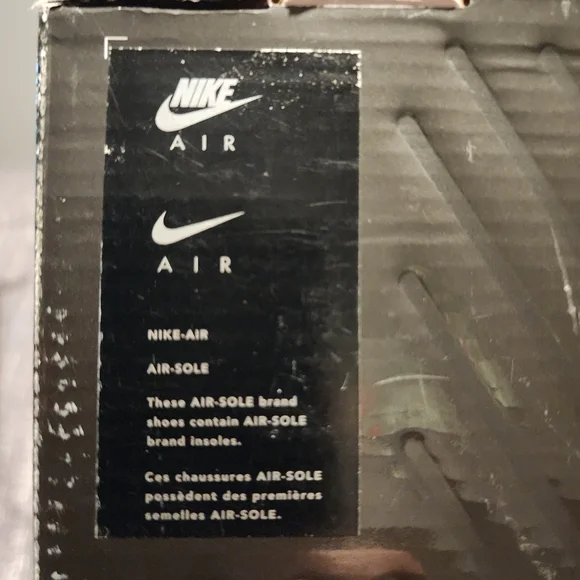 NIKE
AIR
AIR
NIKE-AIR
AIR-SOLE
These AIR-SOLE brand
shoes contain AIR-SOLE
brand insoles.
Ces chaussures AIR-SOLE
possèdent des premières
semelles AIR-SOLE.